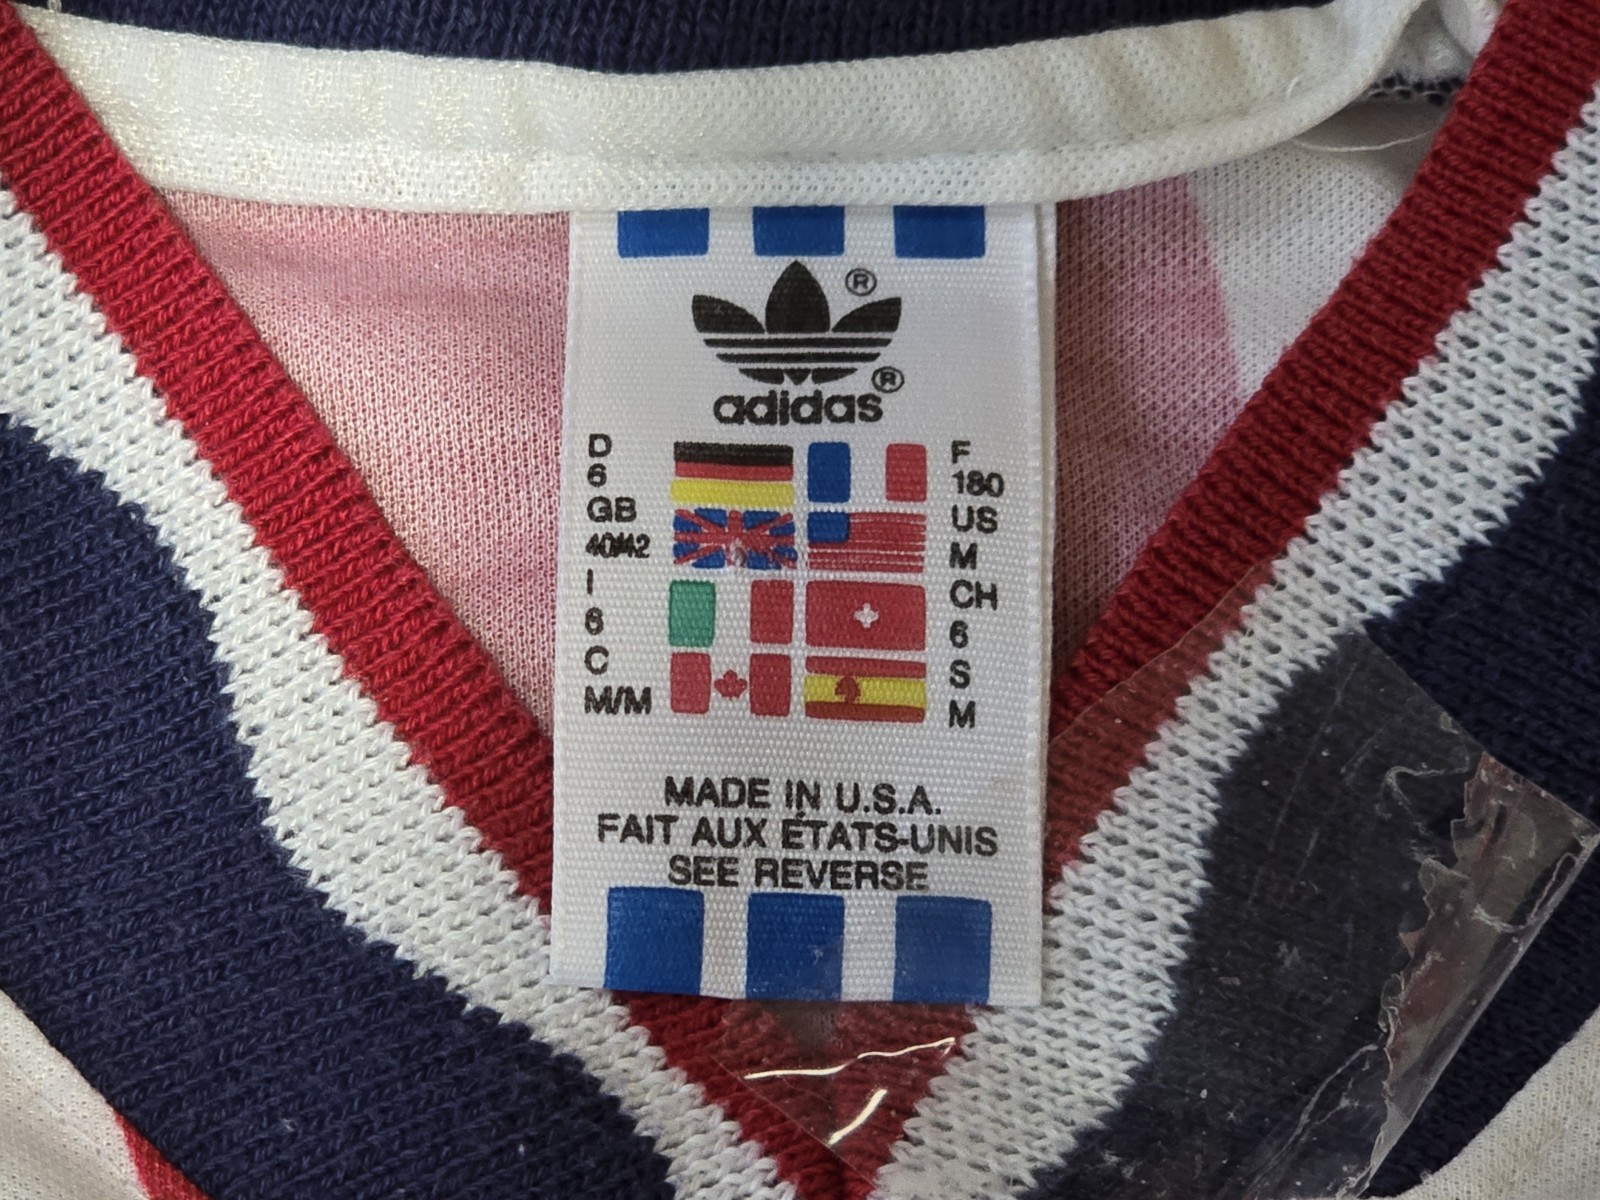 ®
®
adidas
D
6
GB
40/42
I
6
C
M/M
F
180
US
M
CH
6
S
M
MADE IN U.S.A.
FAIT AUX ÉTATS-UNIS
SEE REVERSE